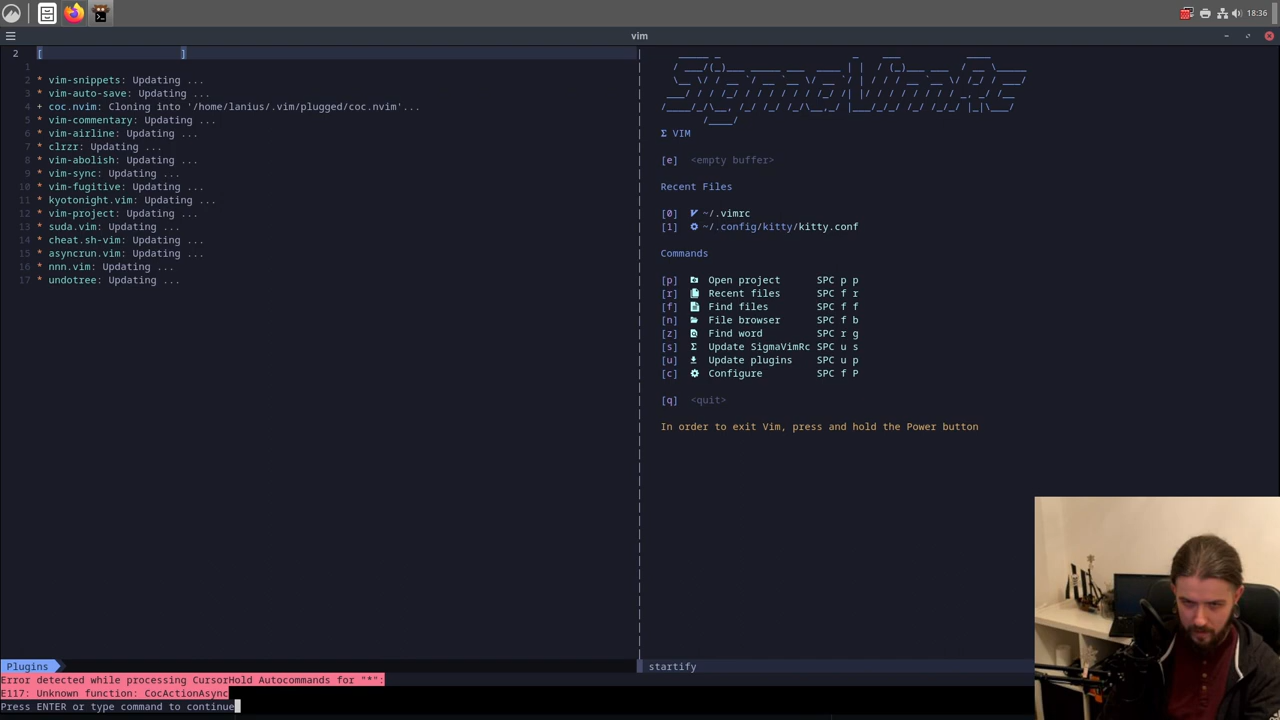 18:36
vim
2 [ ]
1
2 * vim-snippets: Updating ...
3 * vim-auto-save: Updating ...
4 + coc.nvim: Cloning into '/home/lanius/.vim/plugged/coc.nvim'...
5 * vim-commentary: Updating ...
6 * vim-airline: Updating ...
7 * clrzr: Updating ...
8 * vim-abolish: Updating ...
9 * vim-sync: Updating ...
10 * vim-fugitive: Updating ...
11 * kyotonight.vim: Updating ...
12 * vim-project: Updating ...
13 * suda.vim: Updating ...
14 * cheat.sh-vim: Updating ...
15 * asyncrun.vim: Updating ...
16 * nnn.vim: Updating ...
17 * undotree: Updating ...
Σ VIM
[e] <empty buffer>
Recent Files
[0] ~/.vimrc
[1] ~/.config/kitty/kitty.conf
Commands
[p] Open project SPC p p
[r] Recent files SPC f r
[f] Find files SPC f f
[n] File browser SPC f b
[z] Find word SPC r g
[s] Σ Update SigmaVimRc SPC u s
[u] Update plugins SPC u p
[c] Configure SPC f P
[q] <quit>
In order to exit Vim, press and hold the Power button
Plugins
startify
Error detected while processing CursorHold Autocommands for "*":
E117: Unknown function: CocActionAsync
Press ENTER or type command to continue